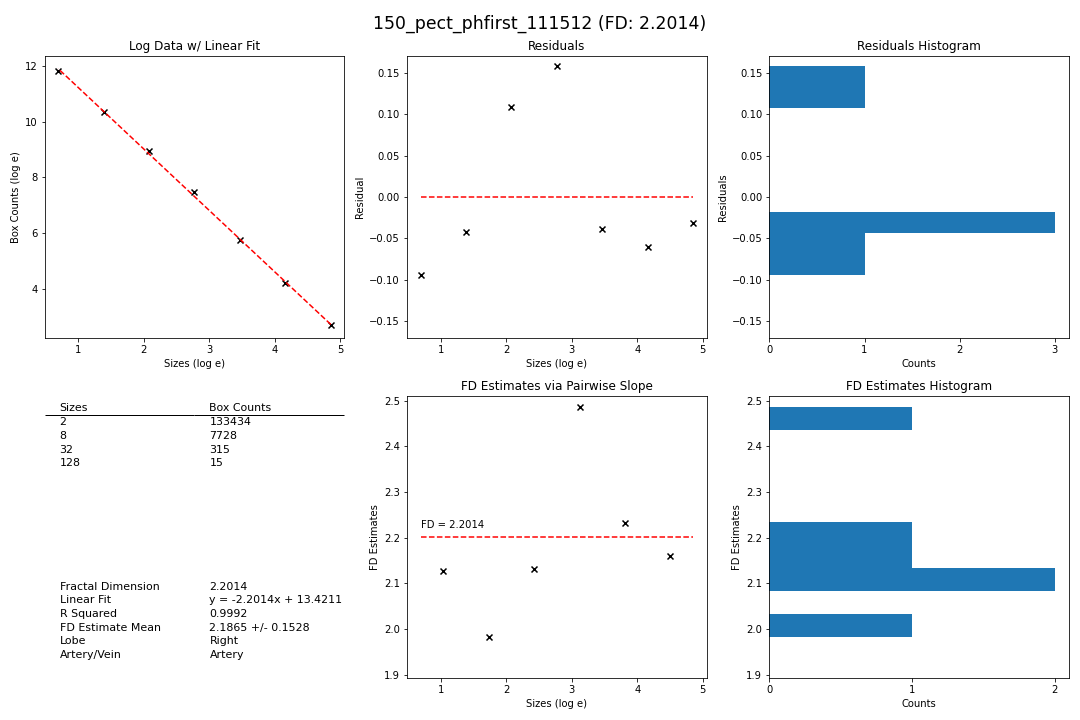 150_pect_phfirst_111512 (FD: 2.2014)
Log Data w/ Linear Fit
12
10
8
6
4
1
2
3
4
5
Box Counts (log e)
Sizes (log e)
Residuals
0.15
0.10
0.05
0.00
−0.05
−0.10
−0.15
1
2
3
4
5
Residual
Sizes (log e)
Residuals Histogram
0.15
0.10
0.05
0.00
−0.05
−0.10
−0.15
0
1
2
3
Residuals
Counts
Sizes Box Counts
2 133434
8 7728
32 315
128 15
Fractal Dimension 2.2014
Linear Fit y = -2.2014x + 13.4211
R Squared 0.9992
FD Estimate Mean 2.1865 +/- 0.1528
Lobe Right
Artery/Vein Artery
FD Estimates via Pairwise Slope
2.5
2.4
2.3
2.2
2.1
2.0
1.9
FD = 2.2014
1
2
3
4
5
FD Estimates
Sizes (log e)
FD Estimates Histogram
2.5
2.4
2.3
2.2
2.1
2.0
1.9
0
1
2
FD Estimates
Counts